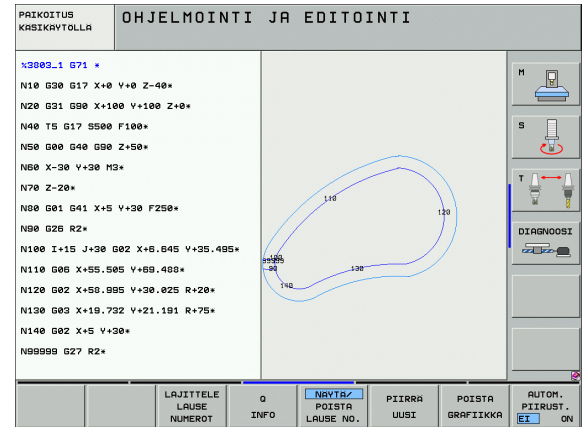 PAIKOITUS
KÄSIKÄYTÖLLÄ
OHJELMOINTI JA EDITOINTI
%3803_1 G71 *
N10 G30 G17 X+0 Y+0 Z-40*
N20 G31 G90 X+100 Y+100 Z+0*
N40 T5 G17 S500 F100*
N50 G00 G40 G90 Z+50*
N60 X-30 Y+30 M3*
N70 Z-20*
N80 G01 G41 X+5 Y+30 F250*
N90 G26 R2*
N100 I+15 J+30 G02 X+6.645 Y+35.495*
N110 G06 X+55.505 Y+69.488*
N120 G02 X+58.995 Y+30.025 R+20*
N130 G03 X+19.732 Y+21.191 R+75*
N140 G02 X+5 Y+30*
N99999 G27 R2*
110
120
100
99999
90
130
140
M
S
T
DIAGNOOSI
LAJITTELE
LAUSE
NUMEROT
Q
INFO
NÄYTÄ/
POISTA
LAUSE NO.
PIIRRÄ
UUSI
POISTA
GRAFIIKKA
AUTOM.
PIIRUST.
EI ON